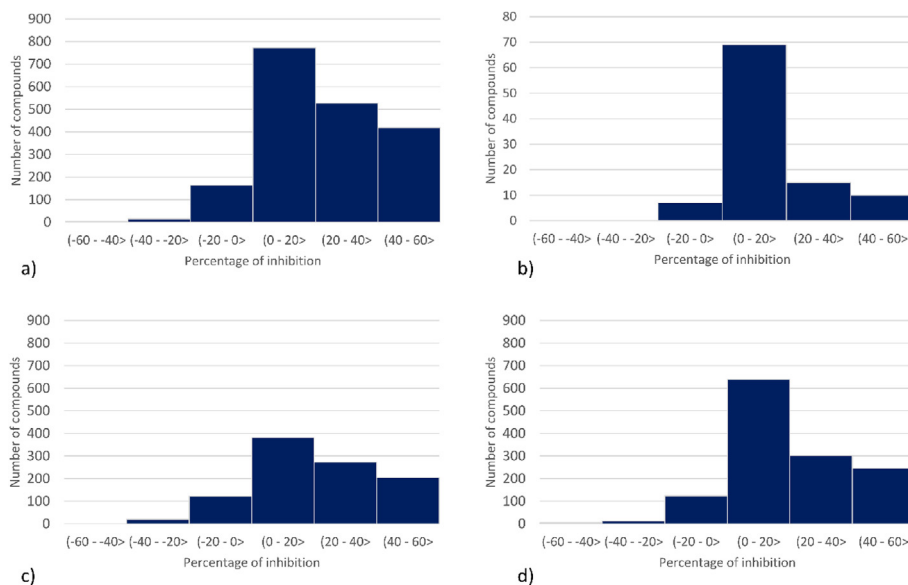 900
800
700
600
500
400
300
200
100
0
Number of compounds
(-60 - -40> (-40 - -20> (-20 - 0> (0 - 20> (20 - 40> (40 - 60>
Percentage of inhibition
a)
80
70
60
50
40
30
20
10
0
Number of compounds
(-60 - -40> (-40 - -20> (-20 - 0> (0 - 20> (20 - 40> (40 - 60>
Percentage of inhibition
b)
900
800
700
600
500
400
300
200
100
0
Number of compounds
(-60 - -40> (-40 - -20> (-20 - 0> (0 - 20> (20 - 40> (40 - 60>
Percentage of inhibition
c)
900
800
700
600
500
400
300
200
100
0
Number of compounds
(-60 - -40> (-40 - -20> (-20 - 0> (0 - 20> (20 - 40> (40 - 60>
Percentage of inhibition
d)